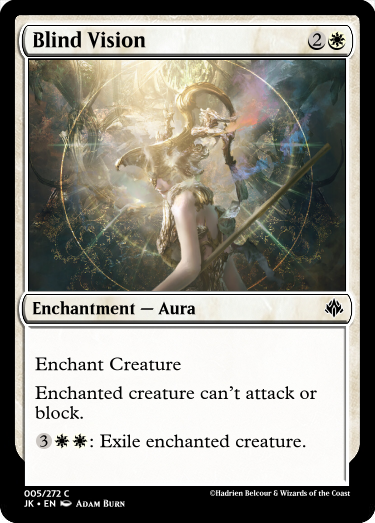 Blind Vision 2
Enchantment — Aura
Enchant Creature
Enchanted creature can't attack or
block.
3 : Exile enchanted creature.
005/272 C
©Hadrien Belcour & Wizards of the Coast
JK • EN Adam Burn